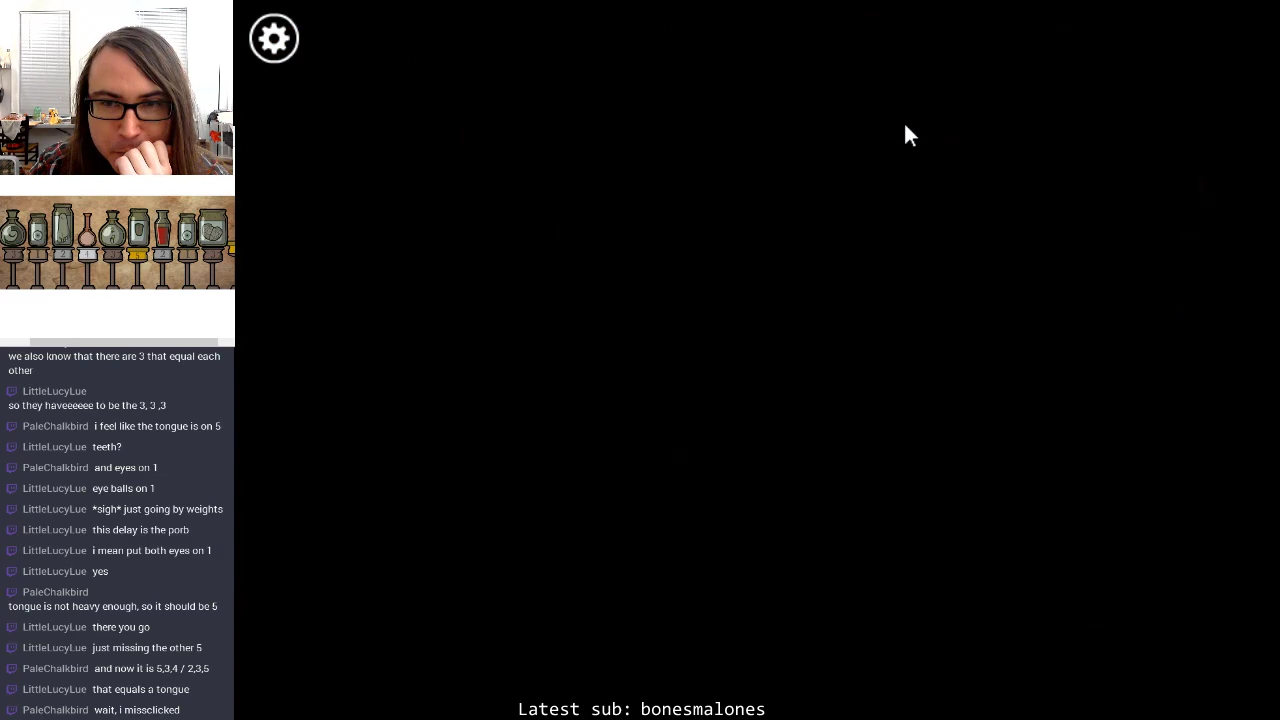 we also know that there are 3 that equal each
other
LittleLucyLue
so they haveeeeee to be the 3, 3 ,3
PaleChalkbird i feel like the tongue is on 5
LittleLucyLue teeth?
PaleChalkbird and eyes on 1
LittleLucyLue eye balls on 1
LittleLucyLue *sigh* just going by weights
LittleLucyLue this delay is the porb
LittleLucyLue i mean put both eyes on 1
LittleLucyLue yes
PaleChalkbird
tongue is not heavy enough, so it should be 5
LittleLucyLue there you go
LittleLucyLue just missing the other 5
PaleChalkbird and now it is 5,3,4 / 2,3,5
LittleLucyLue that equals a tongue
PaleChalkbird wait, i missclicked
Latest sub: bonesmalones